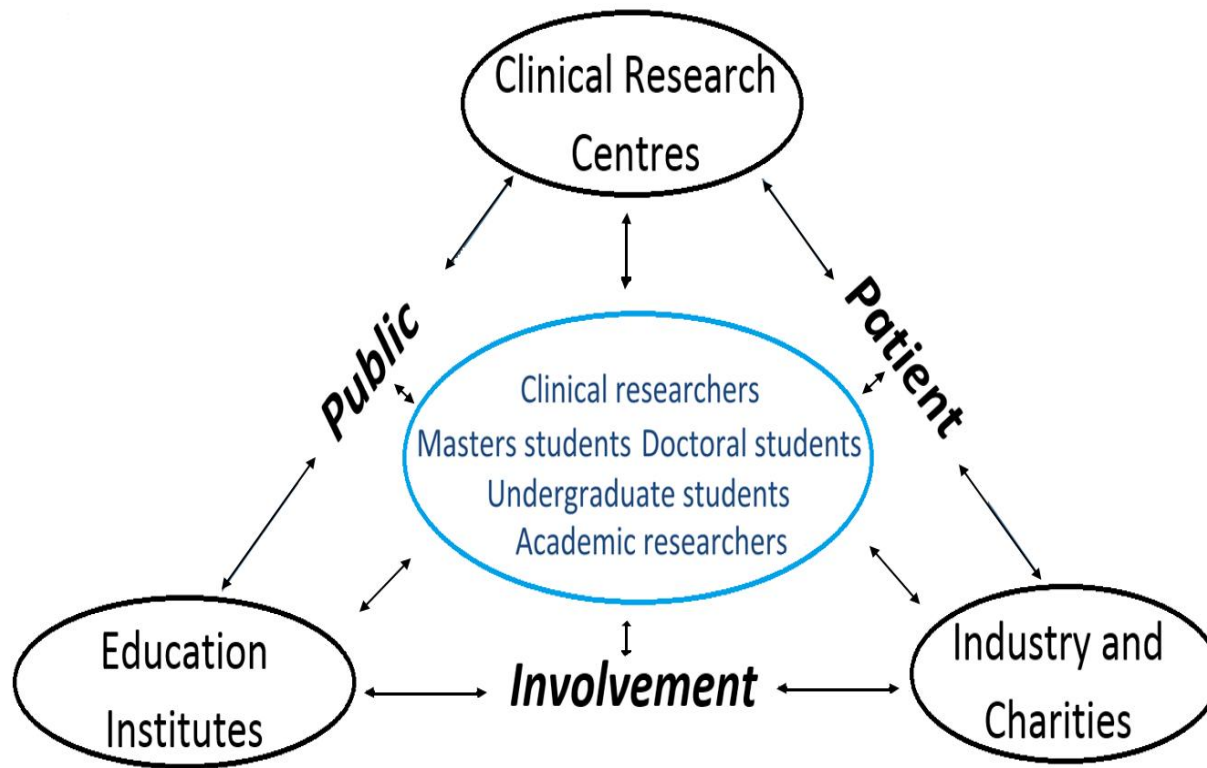 Clinical Research
Centres
Public
Patient
Clinical researchers
Masters students Doctoral students
Undergraduate students
Academic researchers
Education
Institutes
Involvement
Industry and
Charities